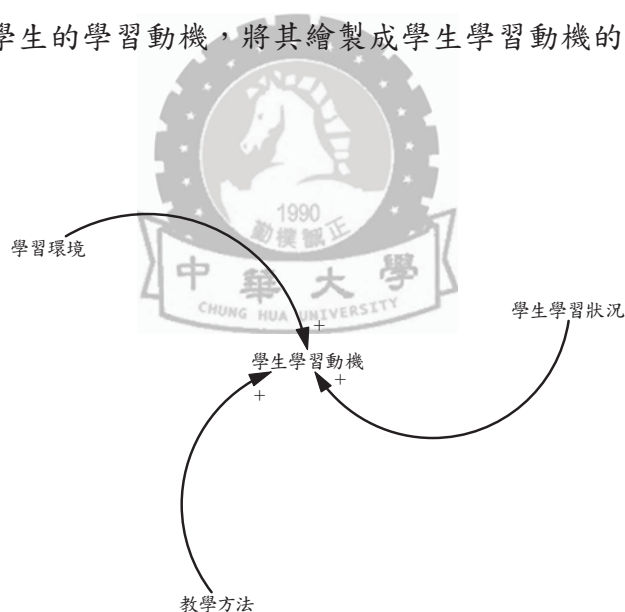 學生的學習動機，將其繪製成學生學習動機的
1990
勤樸誠正
中華大學
CHUNG HUA UNIVERSITY
學習環境
學生學習狀況
+
學生學習動機
+
+
教學方法